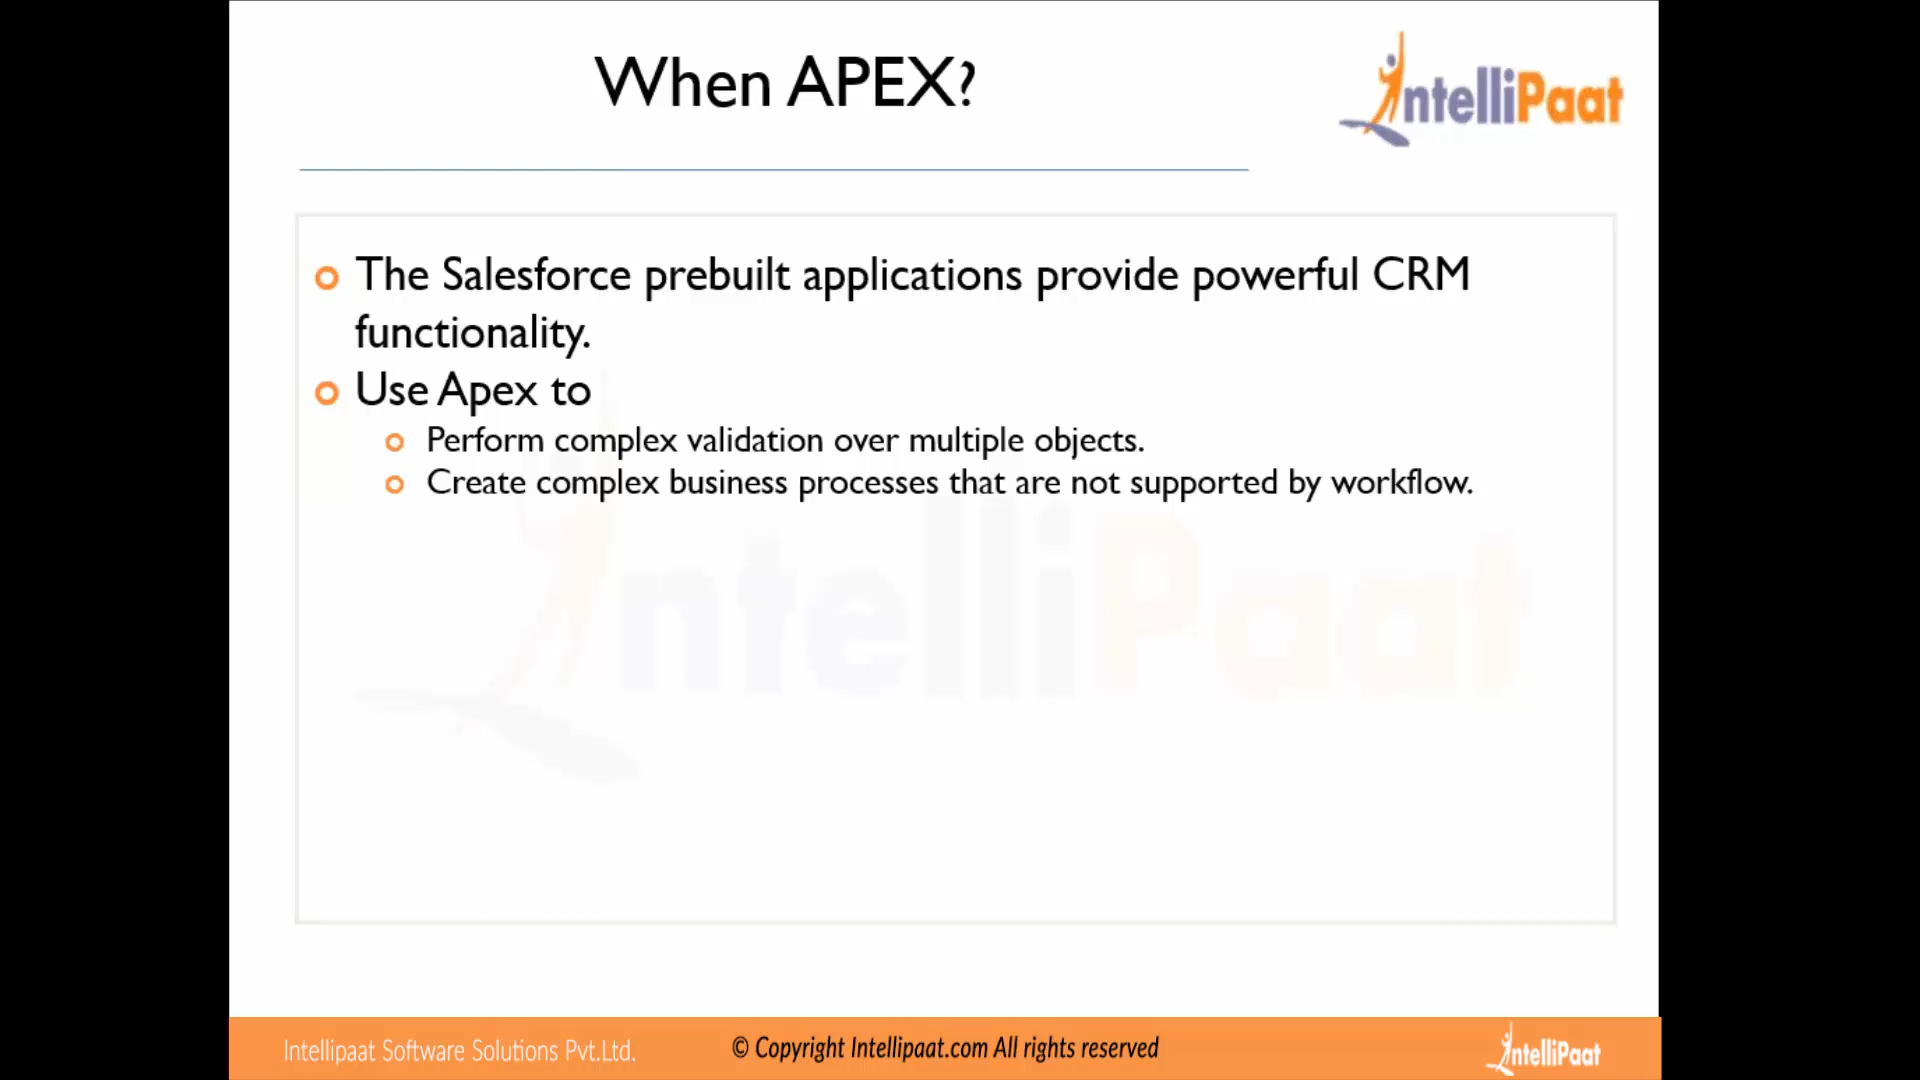 When APEX?
IntelliPaat
The Salesforce prebuilt applications provide powerful CRM
functionality.
Use Apex to
Perform complex validation over multiple objects.
Create complex business processes that are not supported by workflow.
IntelliPaat
Intellipaat Software Solutions Pvt.Ltd.
© Copyright Intellipaat.com All rights reserved
IntelliPaat